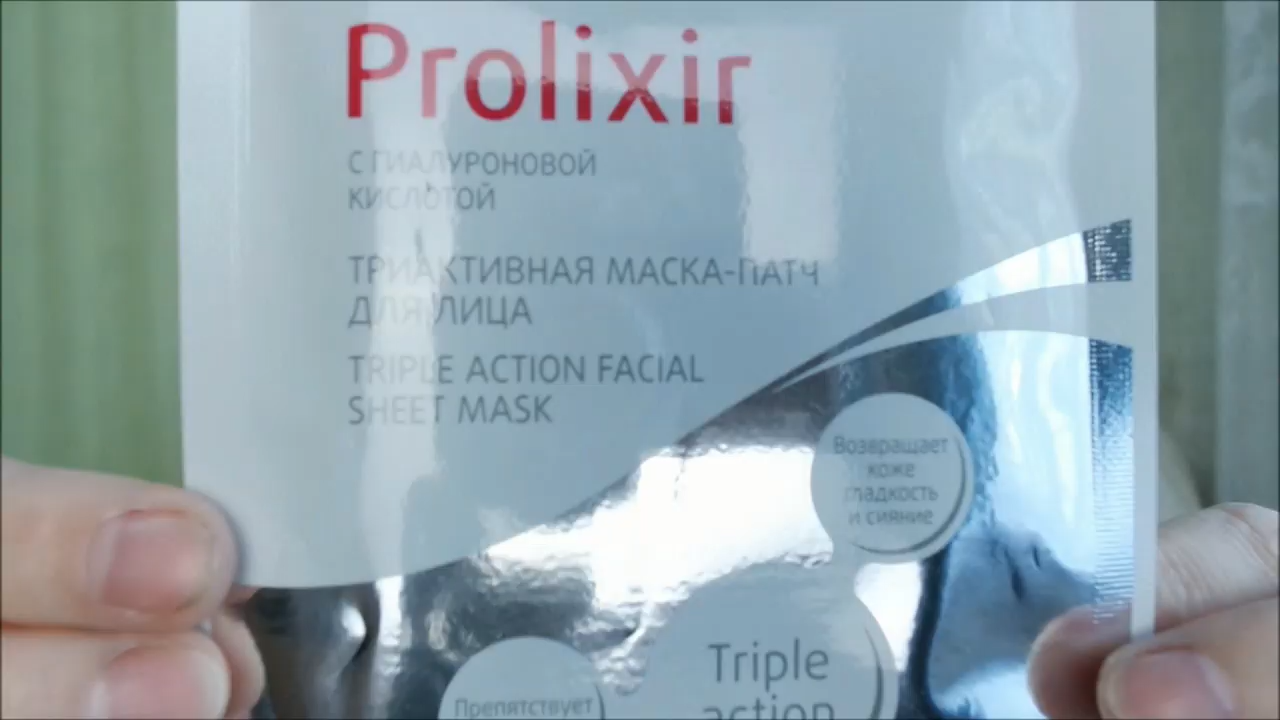 Prolixir
С ГИАЛУРОНОВОЙ
КИСЛОТОЙ
ТРИАКТИВНАЯ МАСКА-ПАТЧ
ДЛЯ ЛИЦА
TRIPLE ACTION FACIAL
SHEET MASK
Возвращает
коже
гладкость
и сияние
Triple
action
Препятствует